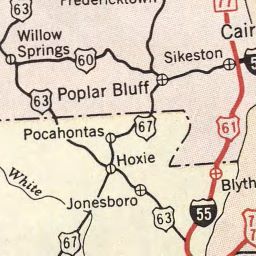 Fredericktown
63
77
Willow
Springs
Cair
60
Sikeston
63
Poplar Bluff
Pocahontas
67
61
Hoxie
Blyth
White
Jonesboro
63
55
67